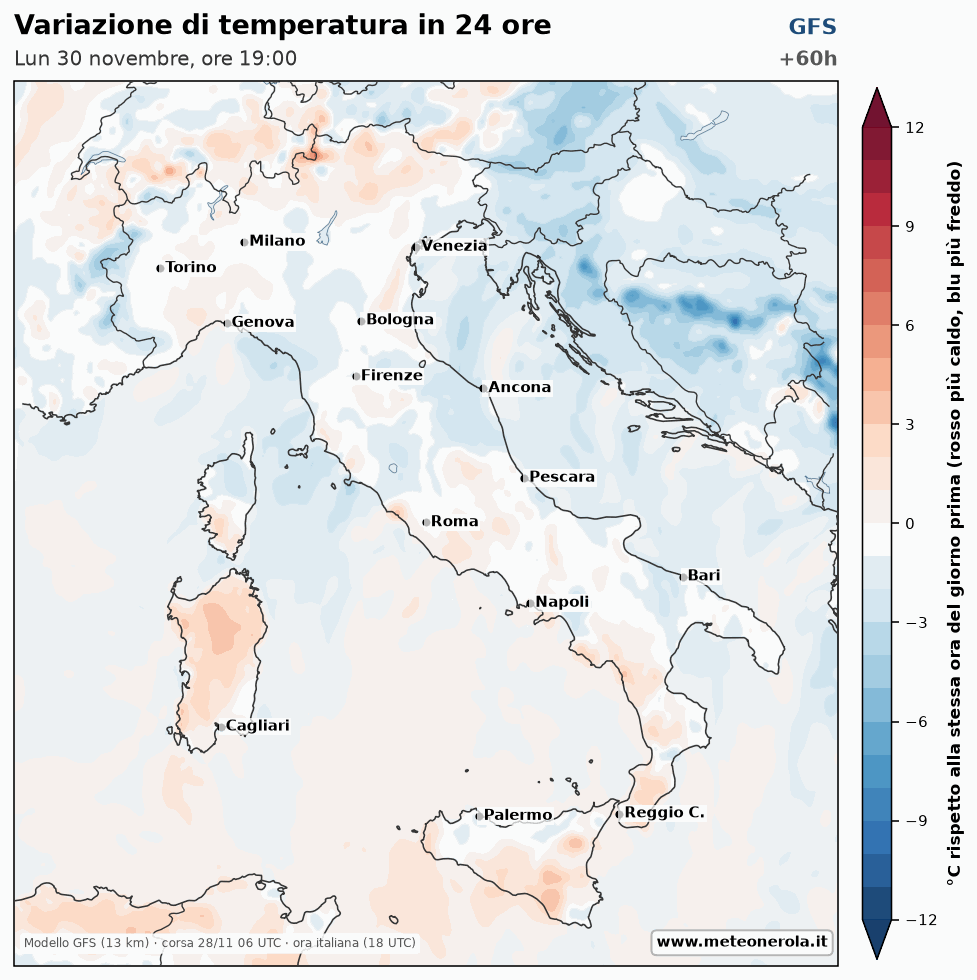 Variazione di temperatura in 24 ore
GFS
Lun 30 novembre, ore 19:00
+60h
Milano
Venezia
Torino
Genova
Bologna
Firenze
Ancona
Pescara
Roma
Bari
Napoli
Cagliari
Palermo
Reggio C.
12
9
6
3
0
−3
−6
−9
−12
°C rispetto alla stessa ora del giorno prima (rosso più caldo, blu più freddo)
Modello GFS (13 km) · corsa 28/11 06 UTC · ora italiana (18 UTC)
www.meteonerola.it